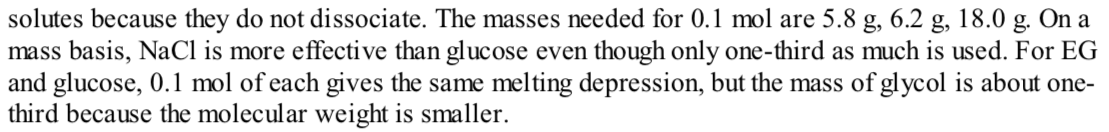 solutes because they do not dissociate. The masses needed for 0.1 mol are 5.8 g, 6.2 g, 18.0 g. On a
mass basis, NaCl is more effective than glucose even though only one-third as much is used. For EG
and glucose, 0.1 mol of each gives the same melting depression, but the mass of glycol is about one-
third because the molecular weight is smaller.